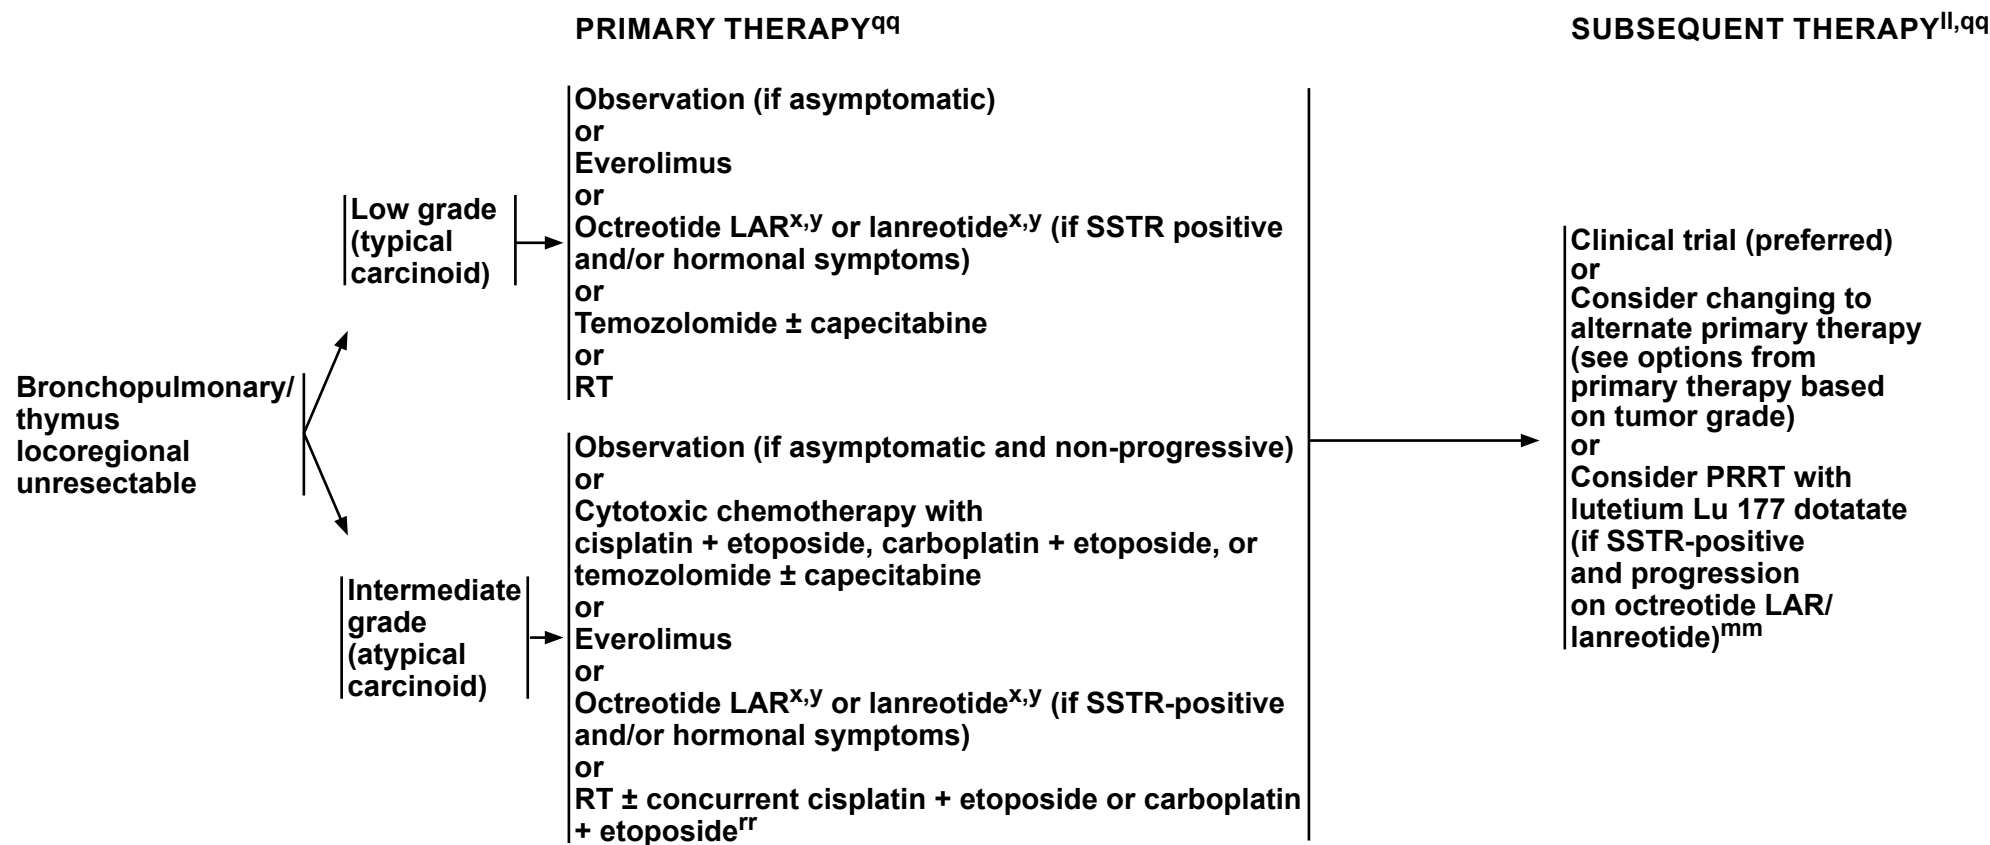 PRIMARY THERAPYqq
SUBSEQUENT THERAPYll,qq
Bronchopulmonary/
thymus
locoregional
unresectable
Low grade
(typical
carcinoid)
Observation (if asymptomatic)
or
Everolimus
or
Octreotide LARx,y or lanreotidex,y (if SSTR positive
and/or hormonal symptoms)
or
Temozolomide ± capecitabine
or
RT
Intermediate
grade
(atypical
carcinoid)
Observation (if asymptomatic and non-progressive)
or
Cytotoxic chemotherapy with
cisplatin + etoposide, carboplatin + etoposide, or
temozolomide ± capecitabine
or
Everolimus
or
Octreotide LARx,y or lanreotidex,y (if SSTR-positive
and/or hormonal symptoms)
or
RT ± concurrent cisplatin + etoposide or carboplatin
+ etoposiderr
Clinical trial (preferred)
or
Consider changing to
alternate primary therapy
(see options from
primary therapy based
on tumor grade)
or
Consider PRRT with
lutetium Lu 177 dotatate
(if SSTR-positive
and progression
on octreotide LAR/
lanreotide)mm